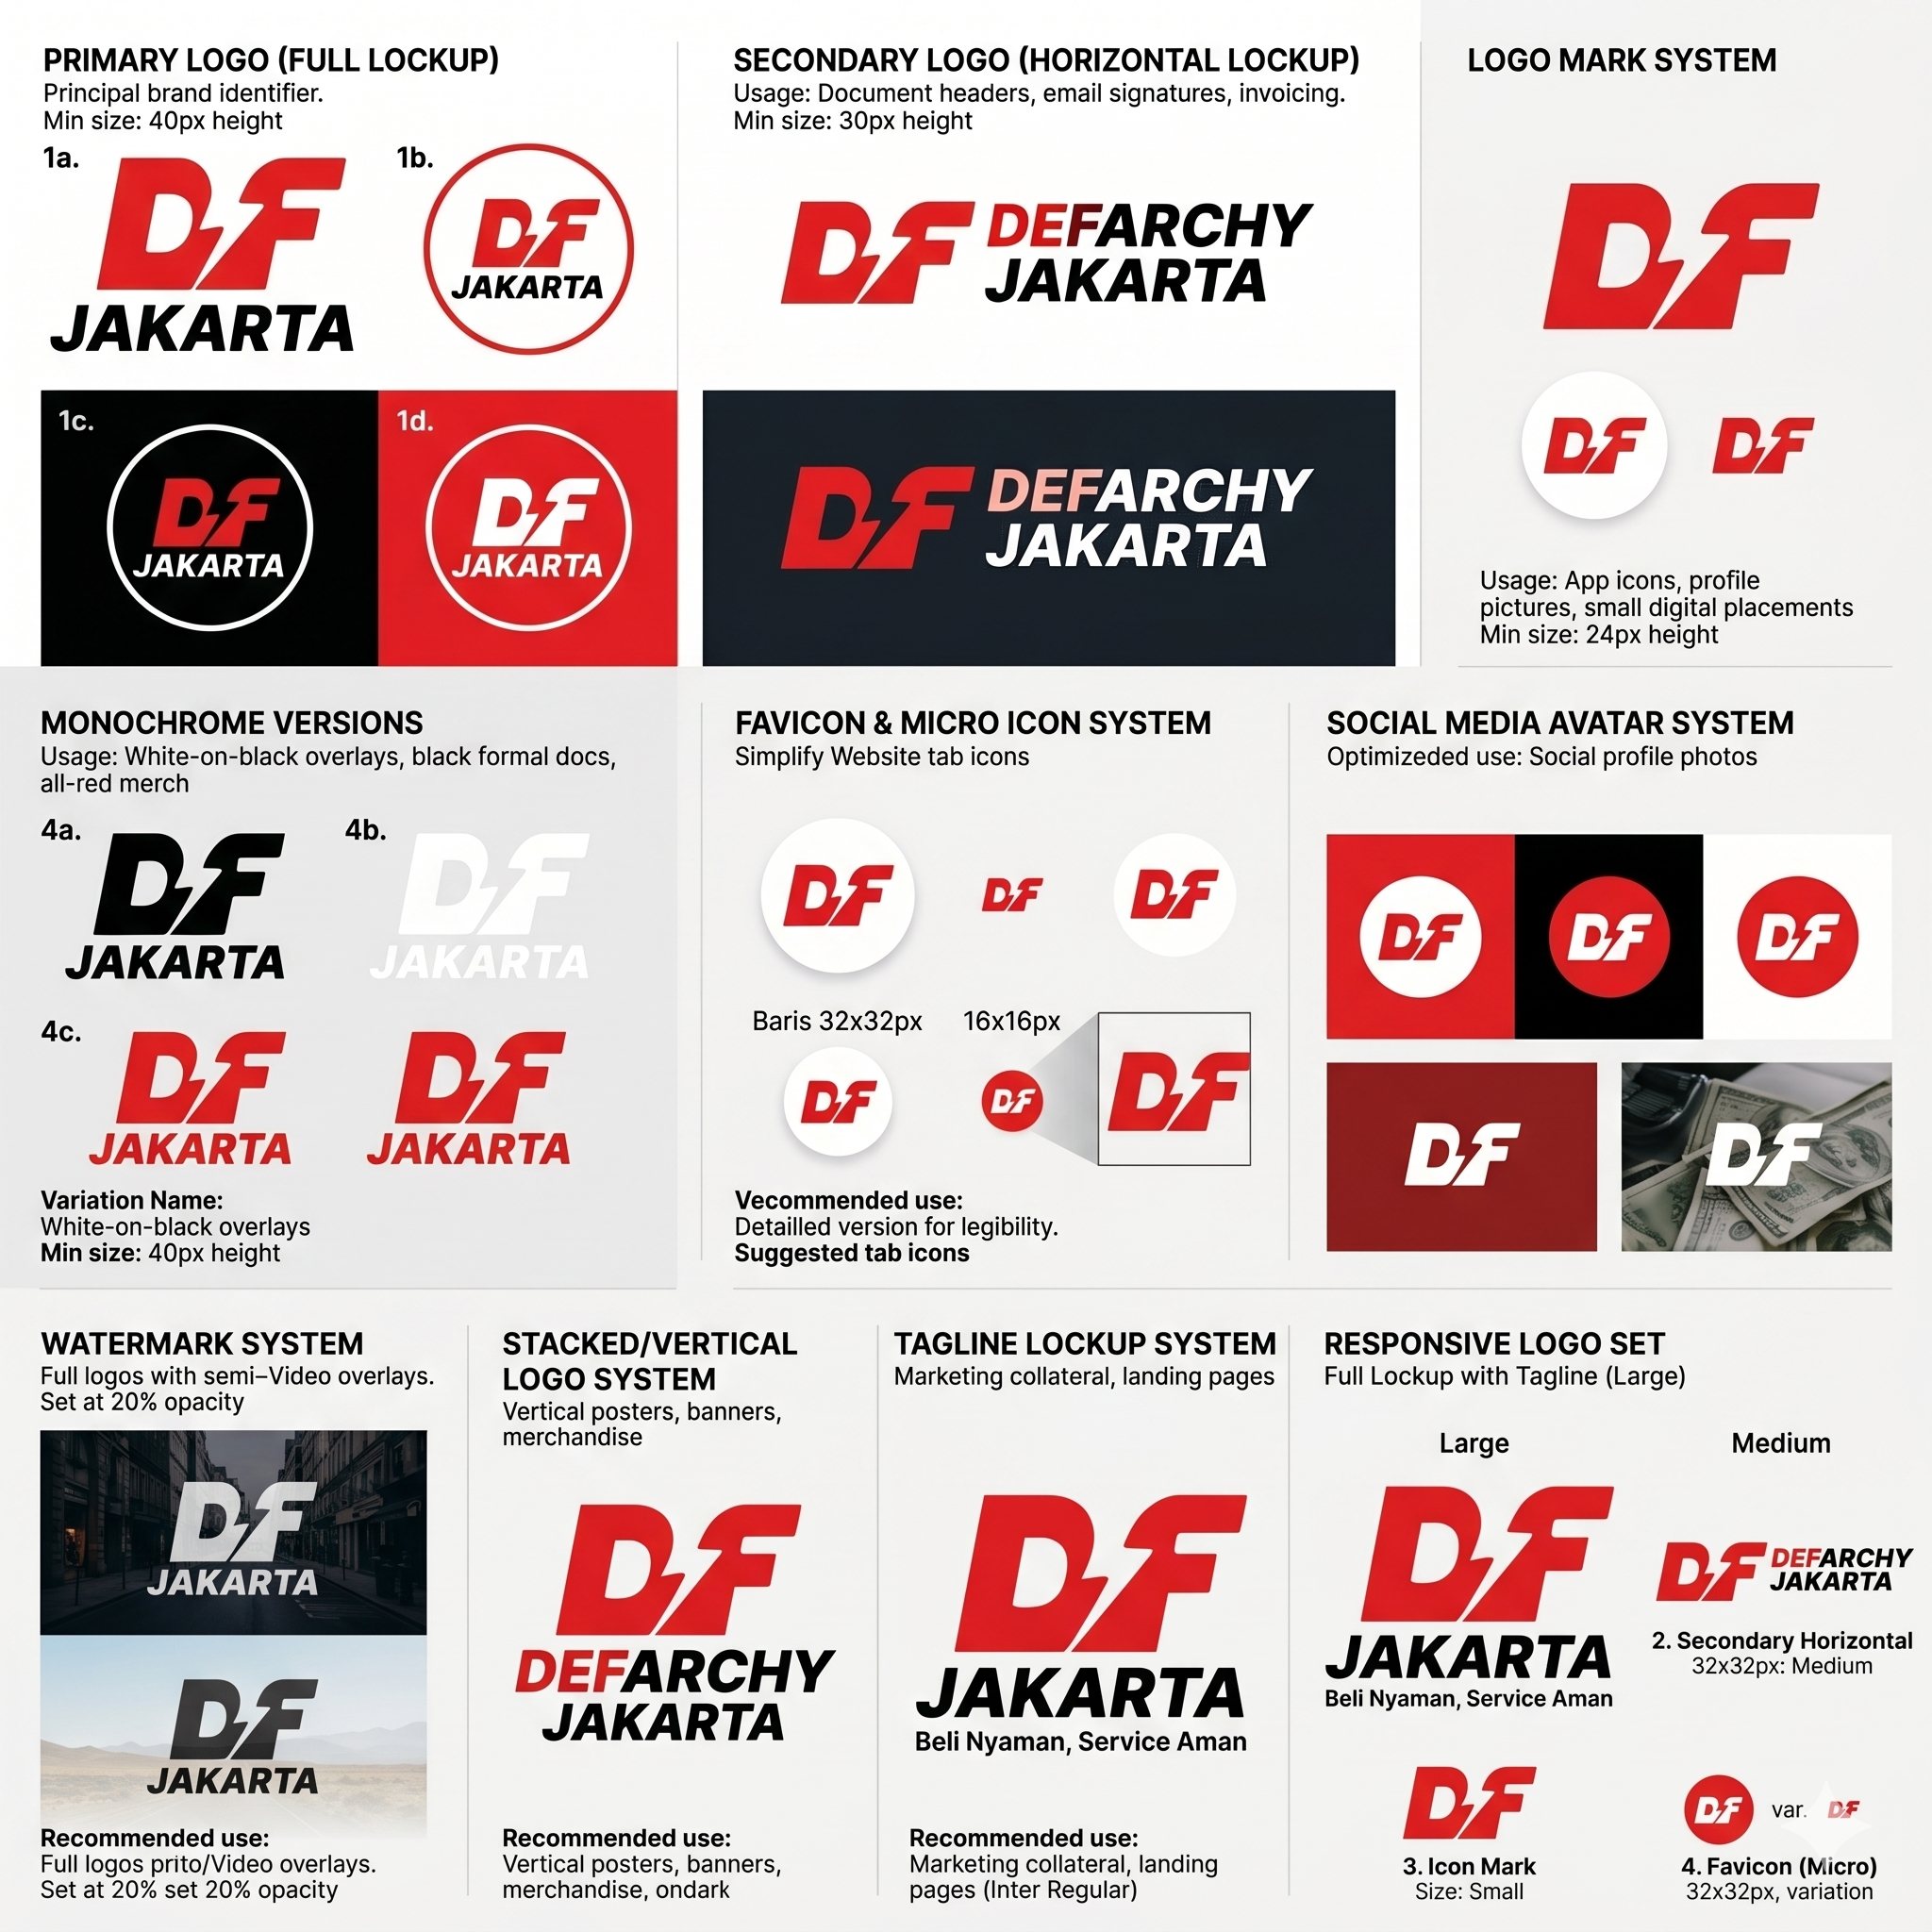 PRIMARY LOGO (FULL LOCKUP)
Principal brand identifier.
Min size: 40px height
1a.
DF
JAKARTA
1b.
DF
JAKARTA
1c.
DF
JAKARTA
1d.
DF
JAKARTA
SECONDARY LOGO (HORIZONTAL LOCKUP)
Usage: Document headers, email signatures, invoicing.
Min size: 30px height
DF
DEFARCHY
JAKARTA
DF
DEFARCHY
JAKARTA
LOGO MARK SYSTEM
DF
DF
DF
Usage: App icons, profile
pictures, small digital placements
Min size: 24px height
MONOCHROME VERSIONS
Usage: White-on-black overlays, black formal docs,
all-red merch
4a.
DF
JAKARTA
4b.
DF
JAKARTA
4c.
DF
JAKARTA
DF
JAKARTA
Variation Name:
White-on-black overlays
Min size: 40px height
FAVICON & MICRO ICON SYSTEM
Simplify Website tab icons
DF
DF
DF
Baris 32x32px
16x16px
DF
DF
DF
Vecommended use:
Detailled version for legibility.
Suggested tab icons
SOCIAL MEDIA AVATAR SYSTEM
Optimizeded use: Social profile photos
DF
DF
DF
DF
DF
WATERMARK SYSTEM
Full logos with semi–Video overlays.
Set at 20% opacity
DF
JAKARTA
DF
JAKARTA
Recommended use:
Full logos prito/Video overlays.
Set at 20% set 20% opacity
STACKED/VERTICAL
LOGO SYSTEM
Vertical posters, banners,
merchandise
DF
DEFARCHY
JAKARTA
Recommended use:
Vertical posters, banners,
merchandise, ondark
TAGLINE LOCKUP SYSTEM
Marketing collateral, landing pages
DF
JAKARTA
Beli Nyaman, Service Aman
Recommended use:
Marketing collateral, landing
pages (Inter Regular)
RESPONSIVE LOGO SET
Full Lockup with Tagline (Large)
Large
DF
JAKARTA
Beli Nyaman, Service Aman
Medium
DF
DEFARCHY
JAKARTA
2. Secondary Horizontal
32x32px: Medium
DF
3. Icon Mark
Size: Small
DF
var.
DF
4. Favicon (Micro)
32x32px, variation